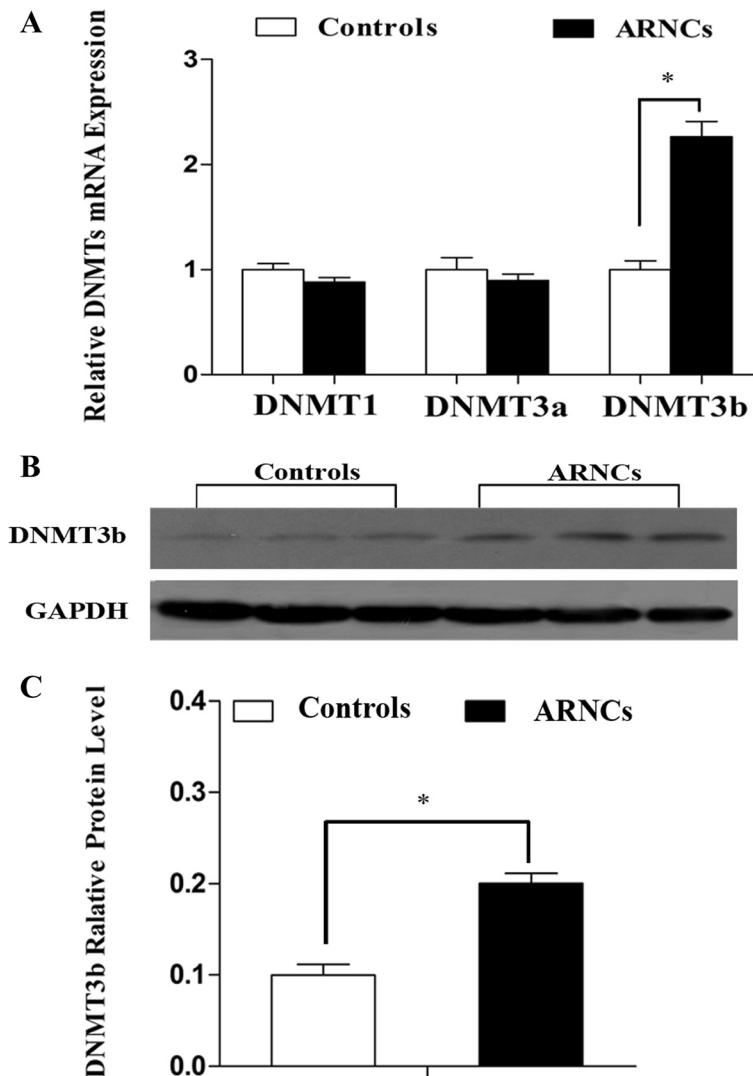 A
Controls
ARNCs
Relative DNMTs mRNA Expression
3
2
1
0
*
DNMT1
DNMT3a
DNMT3b
B
Controls
ARNCs
DNMT3b
GAPDH
C
Controls
ARNCs
DNMT3b Ralative Protein Level
0.4
0.3
0.2
0.1
0.0
*